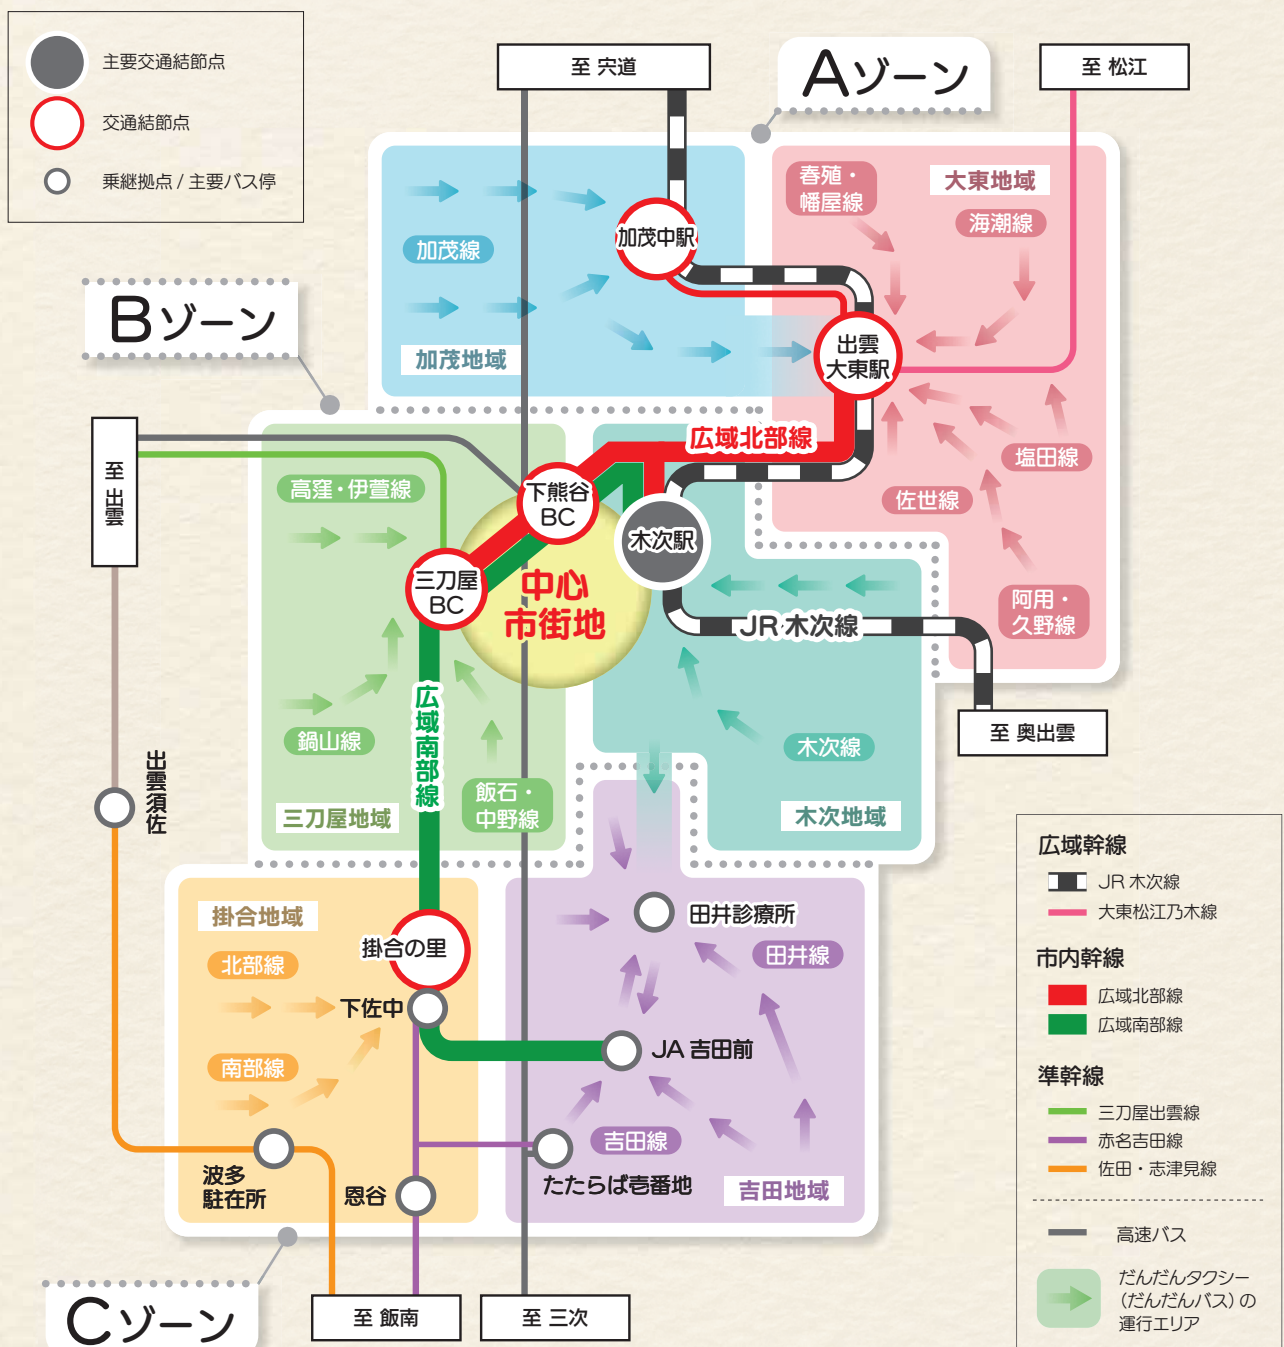 主要交通結節点
交通結節点
乗継拠点 / 主要バス停
至 宍道
Aゾーン
至 松江
春殖・
幡屋線
大東地域
海潮線
加茂中駅
加茂線
Bゾーン
加茂地域
出雲
大東駅
広域北部線
至 出雲
高窪・伊萱線
下熊谷
BC
塩田線
佐世線
木次駅
三刀屋
BC
中心
市街地
阿用・
久野線
JR 木次線
広域南部線
鍋山線
木次線
至 奥出雲
出雲須佐
飯石・
中野線
三刀屋地域
木次地域
掛合地域
田井診療所
掛合の里
北部線
田井線
下佐中
JA 吉田前
南部線
吉田線
波多
駐在所
恩谷
たたらば壱番地
吉田地域
Cゾーン
至 飯南
至 三次
広域幹線
JR 木次線
大東松江乃木線
市内幹線
広域北部線
広域南部線
準幹線
三刀屋出雲線
赤名吉田線
佐田・志津見線
高速バス
だんだんタクシー
(だんだんバス) の
運行エリア